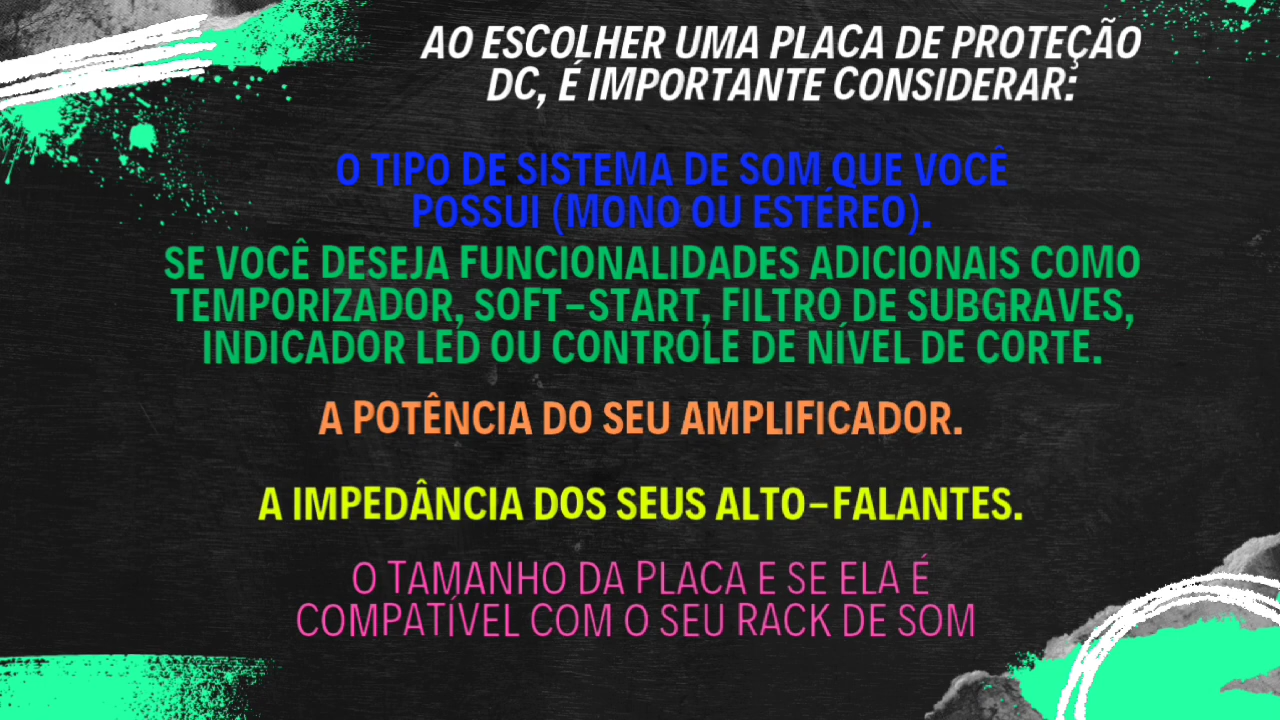 AO ESCOLHER UMA PLACA DE PROTEÇÃO
DC, É IMPORTANTE CONSIDERAR:
O TIPO DE SISTEMA DE SOM QUE VOCÊ
POSSUI (MONO OU ESTÉREO).
SE VOCÊ DESEJA FUNCIONALIDADES ADICIONAIS COMO
TEMPORIZADOR, SOFT-START, FILTRO DE SUBGRAVES,
INDICADOR LED OU CONTROLE DE NÍVEL DE CORTE.
A POTÊNCIA DO SEU AMPLIFICADOR.
A IMPEDÂNCIA DOS SEUS ALTO-FALANTES.
O TAMANHO DA PLACA E SE ELA É
COMPATÍVEL COM O SEU RACK DE SOM